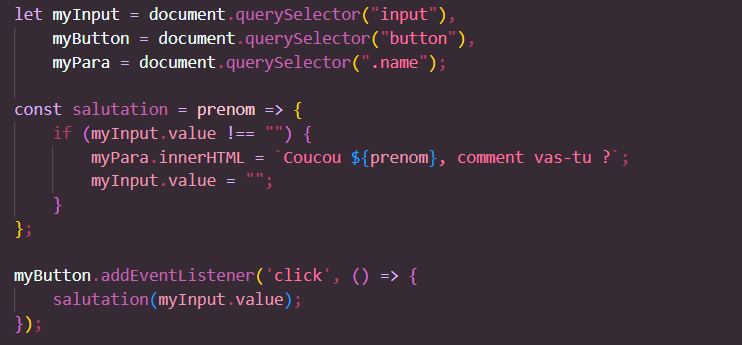 let myInput = document.querySelector("input"),
    myButton = document.querySelector("button"),
    myPara = document.querySelector(".name");

const salutation = prenom => {
    if (myInput.value !== "") {
        myPara.innerHTML = `Coucou ${prenom}, comment vas-tu ?`;
        myInput.value = "";
    }
};

myButton.addEventListener('click', () => {
    salutation(myInput.value);
});